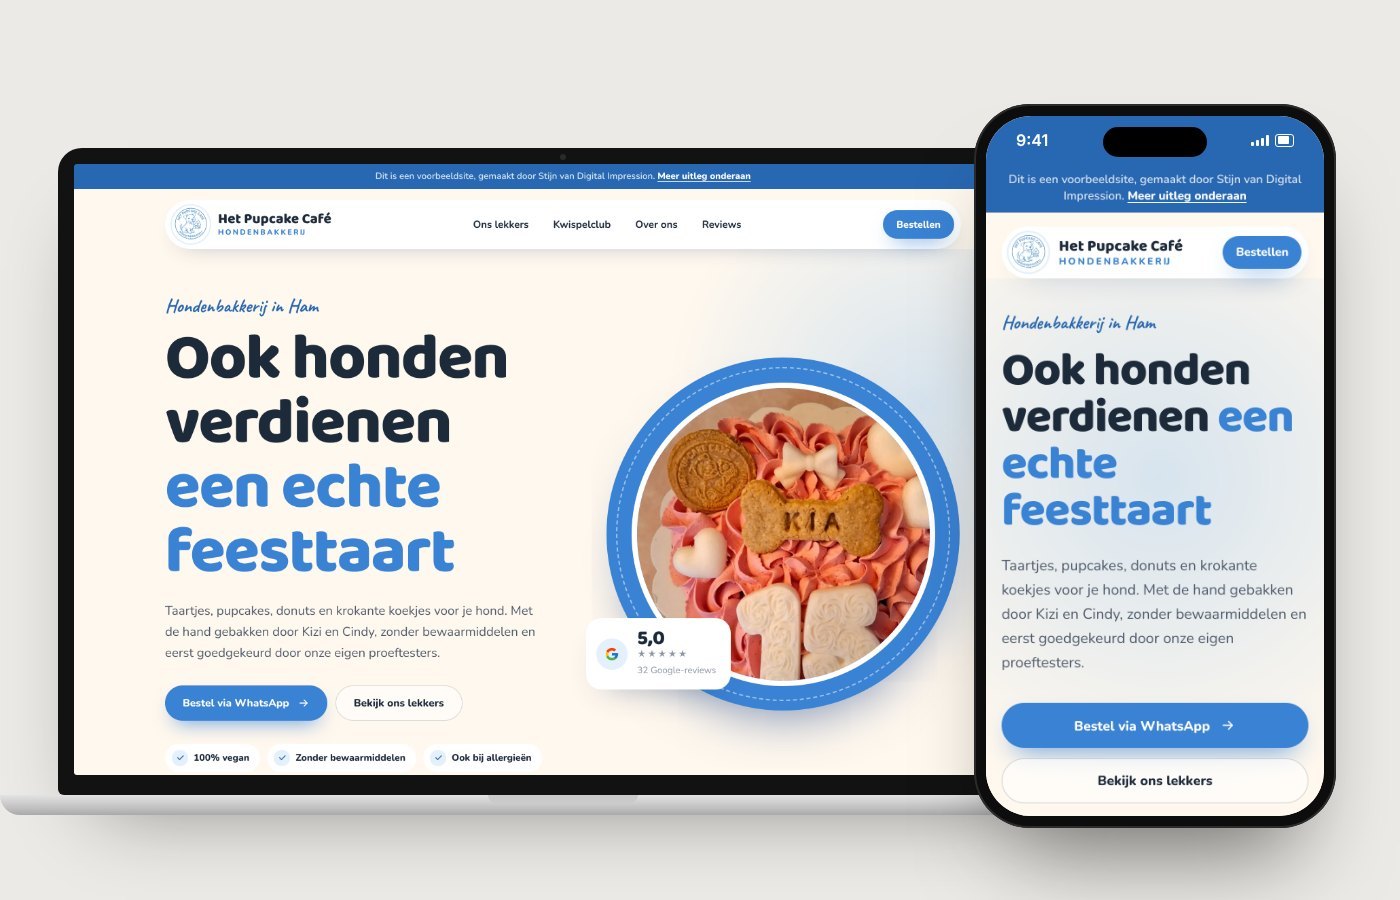 Dit is een voorbeeldsite, gemaakt door Stijn van Digital Impression. Meer uitleg onderaan
Het Pupcake Café
HONDENBAKKERIJ
Ons lekkers
Kwispelclub
Over ons
Reviews
Bestellen
Hondenbakkerij in Ham
Ook honden
verdienen
een echte
feesttaart
Taartjes, pupcakes, donuts en krokante koekjes voor je hond. Met
de hand gebakken door Kizi en Cindy, zonder bewaarmiddelen en
eerst goedgekeurd door onze eigen proeftesters.
Bestel via WhatsApp →
Bekijk ons lekkers
100% vegan
Zonder bewaarmiddelen
Ook bij allergieën
KIA
15
5,0
★★★★★
32 Google-reviews
9:41
Dit is een voorbeeldsite, gemaakt door Stijn van Digital
Impression. Meer uitleg onderaan
Het Pupcake Café
HONDENBAKKERIJ
Bestellen
Hondenbakkerij in Ham
Ook honden
verdienen een
echte
feesttaart
Taartjes, pupcakes, donuts en krokante
koekjes voor je hond. Met de hand gebakken
door Kizi en Cindy, zonder bewaarmiddelen en
eerst goedgekeurd door onze eigen
proeftesters.
Bestel via WhatsApp →
Bekijk ons lekkers